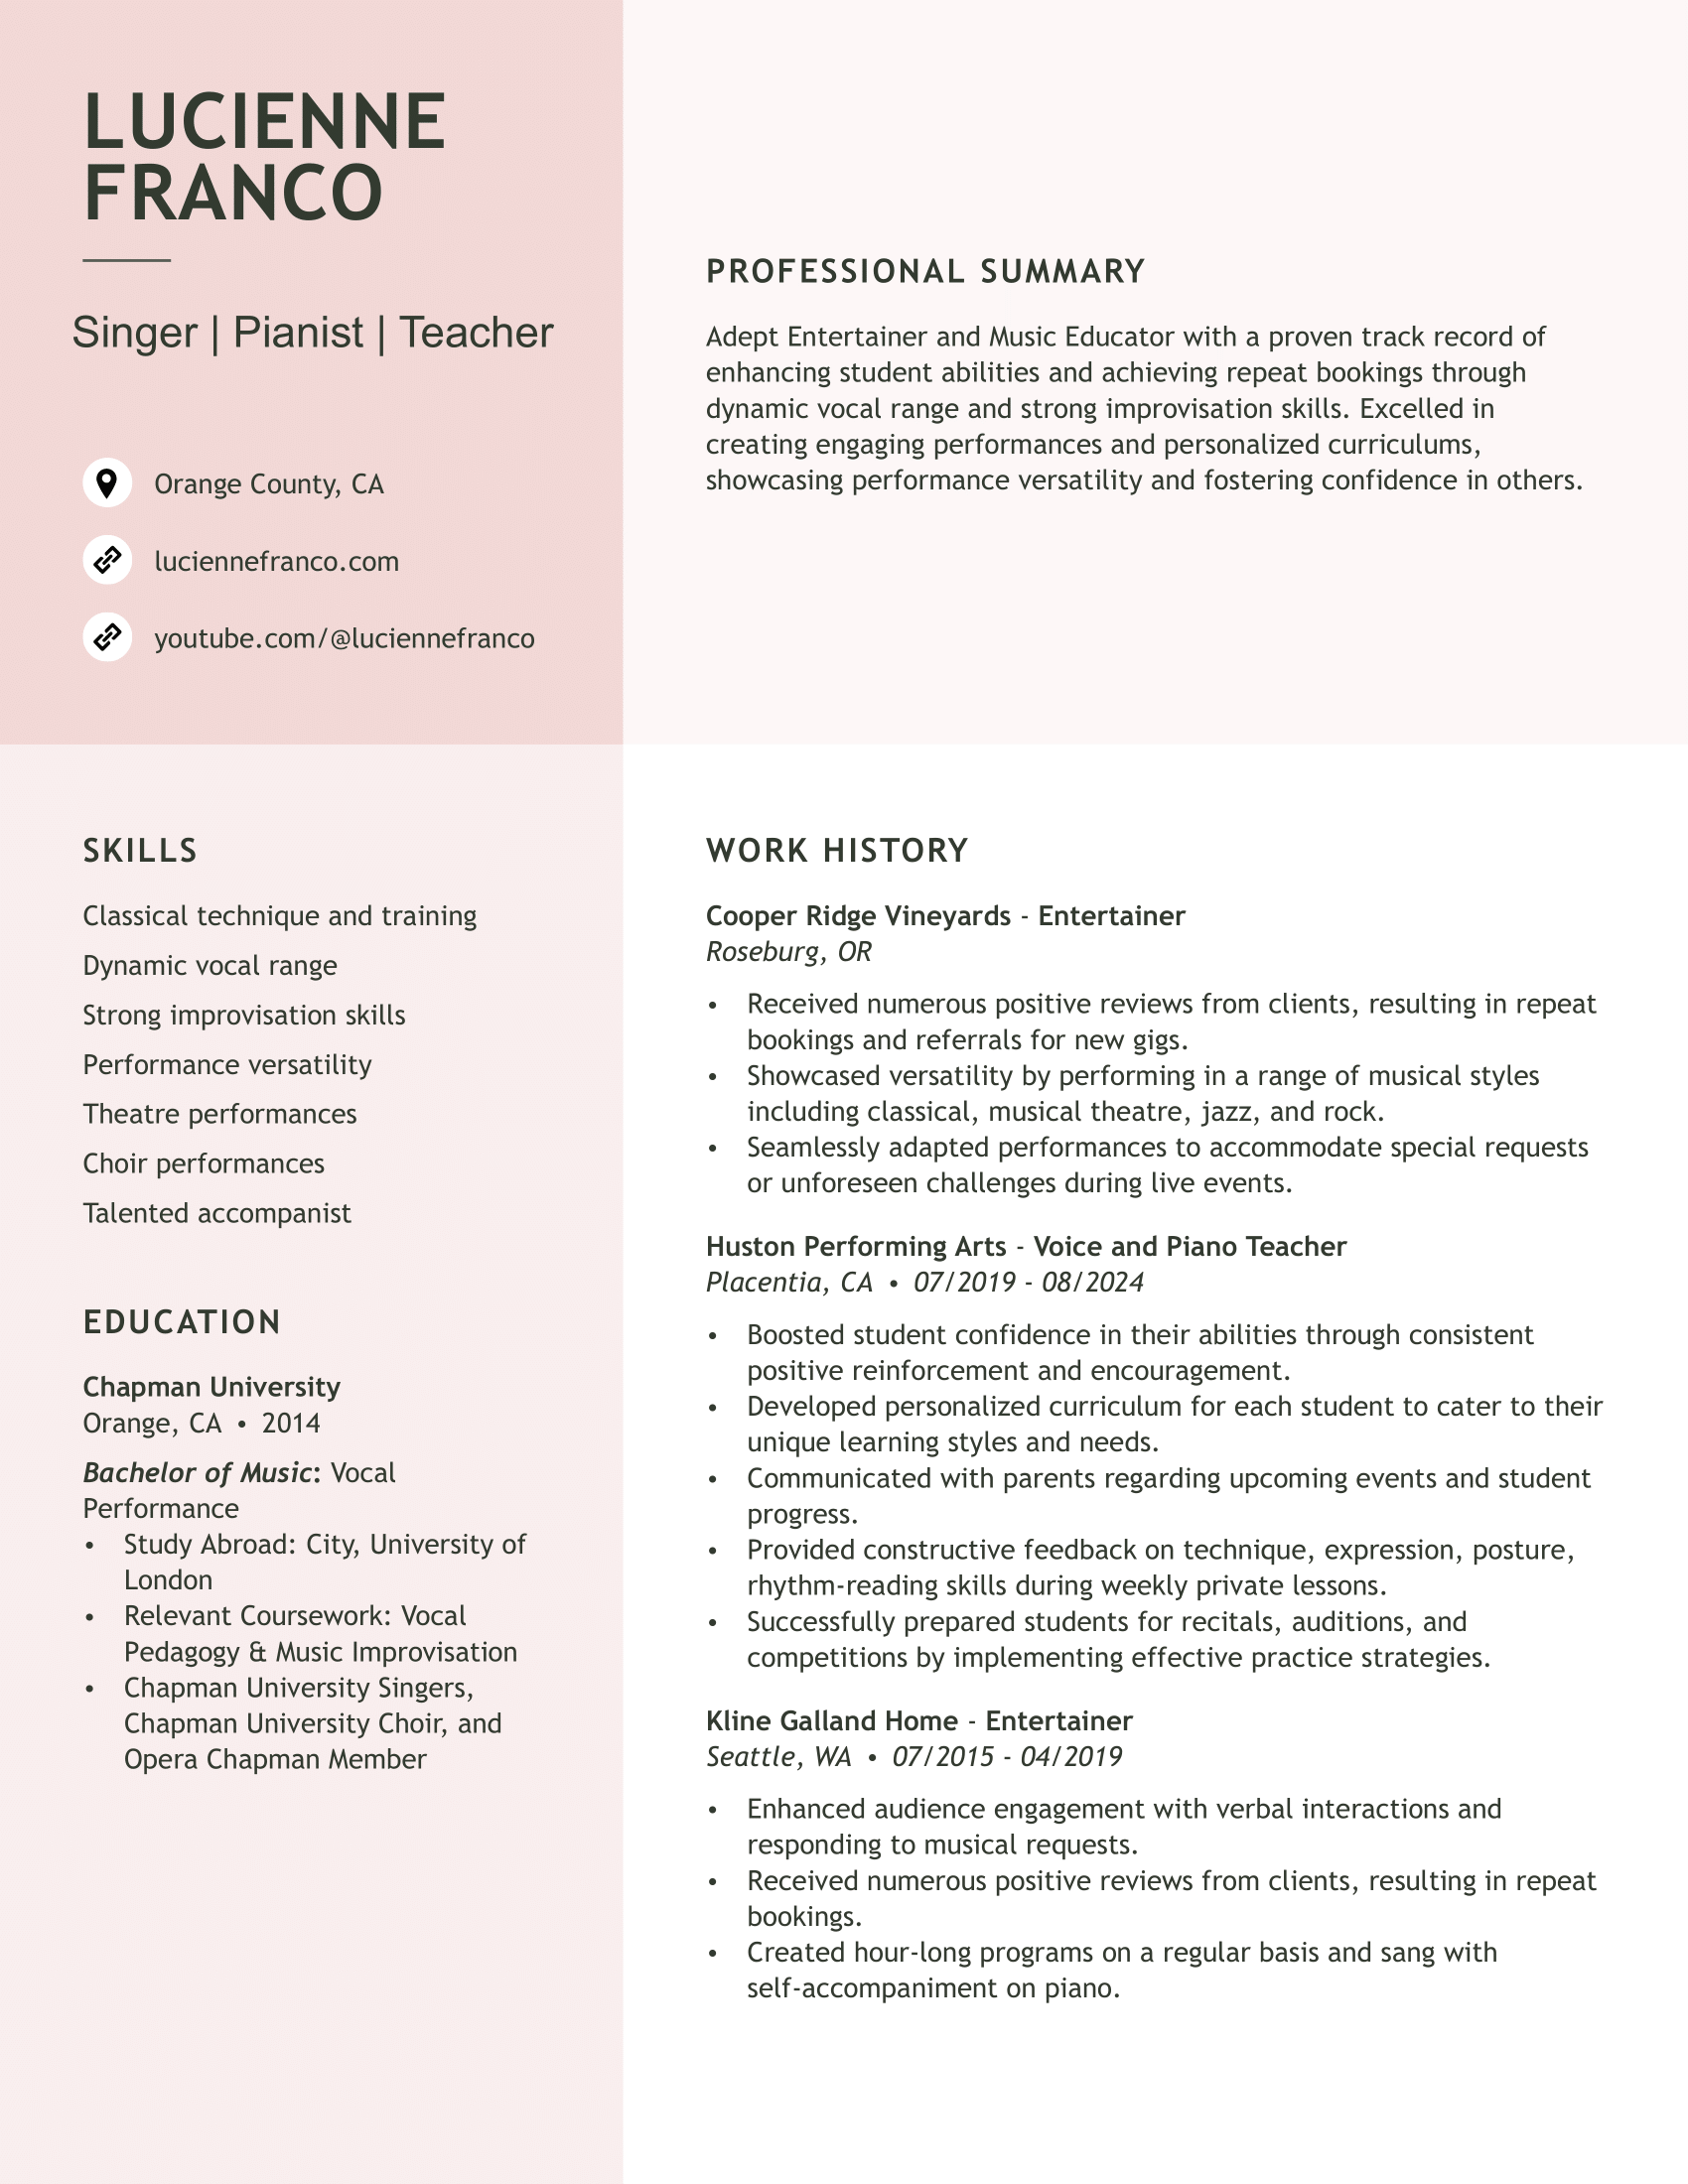 LUCIENNE
FRANCO
Singer | Pianist | Teacher
Orange County, CA
luciennefranco.com
youtube.com/@luciennefranco
PROFESSIONAL SUMMARY
Adept Entertainer and Music Educator with a proven track record of
enhancing student abilities and achieving repeat bookings through
dynamic vocal range and strong improvisation skills. Excelled in
creating engaging performances and personalized curriculums,
showcasing performance versatility and fostering confidence in others.
SKILLS
Classical technique and training
Dynamic vocal range
Strong improvisation skills
Performance versatility
Theatre performances
Choir performances
Talented accompanist
EDUCATION
Chapman University
Orange, CA • 2014
Bachelor of Music: Vocal
Performance
• Study Abroad: City, University of
London
• Relevant Coursework: Vocal
Pedagogy & Music Improvisation
• Chapman University Singers,
Chapman University Choir, and
Opera Chapman Member
WORK HISTORY
Cooper Ridge Vineyards - Entertainer
Roseburg, OR
• Received numerous positive reviews from clients, resulting in repeat
bookings and referrals for new gigs.
• Showcased versatility by performing in a range of musical styles
including classical, musical theatre, jazz, and rock.
• Seamlessly adapted performances to accommodate special requests
or unforeseen challenges during live events.
Huston Performing Arts - Voice and Piano Teacher
Placentia, CA • 07/2019 - 08/2024
• Boosted student confidence in their abilities through consistent
positive reinforcement and encouragement.
• Developed personalized curriculum for each student to cater to their
unique learning styles and needs.
• Communicated with parents regarding upcoming events and student
progress.
• Provided constructive feedback on technique, expression, posture,
rhythm-reading skills during weekly private lessons.
• Successfully prepared students for recitals, auditions, and
competitions by implementing effective practice strategies.
Kline Galland Home - Entertainer
Seattle, WA • 07/2015 - 04/2019
• Enhanced audience engagement with verbal interactions and
responding to musical requests.
• Received numerous positive reviews from clients, resulting in repeat
bookings.
• Created hour-long programs on a regular basis and sang with
self-accompaniment on piano.